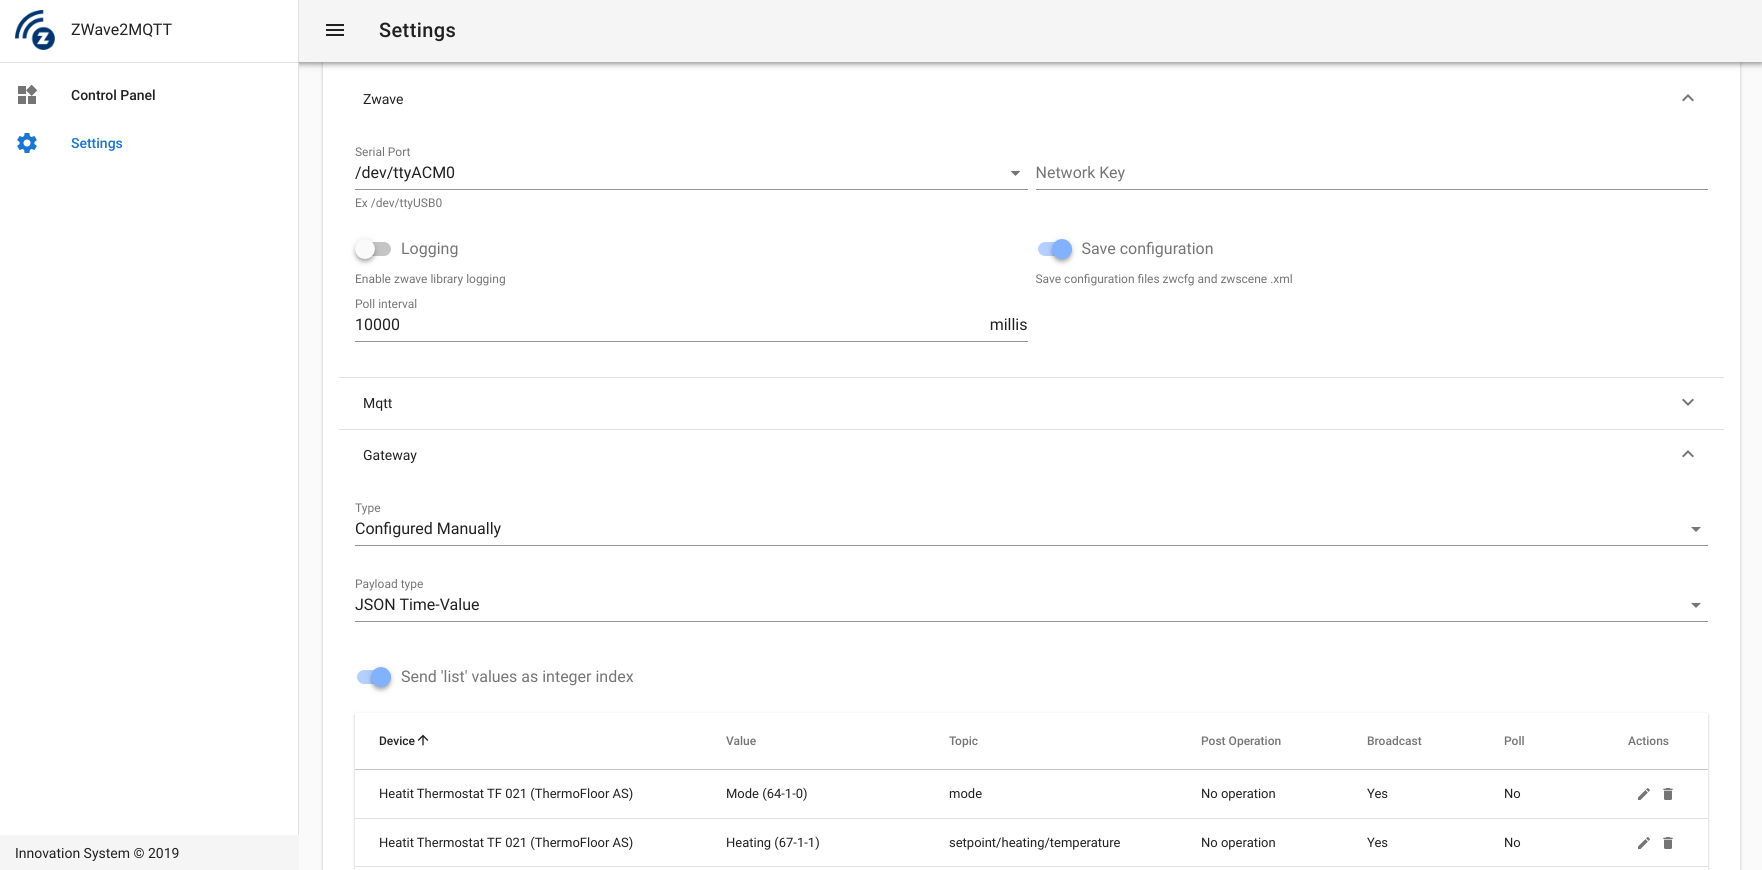 ZWave2MQTT
Settings
Control Panel
Settings
Zwave
Serial Port
/dev/ttyACM0
Network Key
Ex /dev/ttyUSB0
Logging
Save configuration
Enable zwave library logging
Save configuration files zwcfg and zwscene .xml
Poll interval
10000 millis
Mqtt
Gateway
Type
Configured Manually
Payload type
JSON Time-Value
Send 'list' values as integer index
Device Value Topic Post Operation Broadcast Poll Actions
Heatit Thermostat TF 021 (ThermoFloor AS) Mode (64-1-0) mode No operation Yes No
Heatit Thermostat TF 021 (ThermoFloor AS) Heating (67-1-1) setpoint/heating/temperature No operation Yes No
Innovation System © 2019